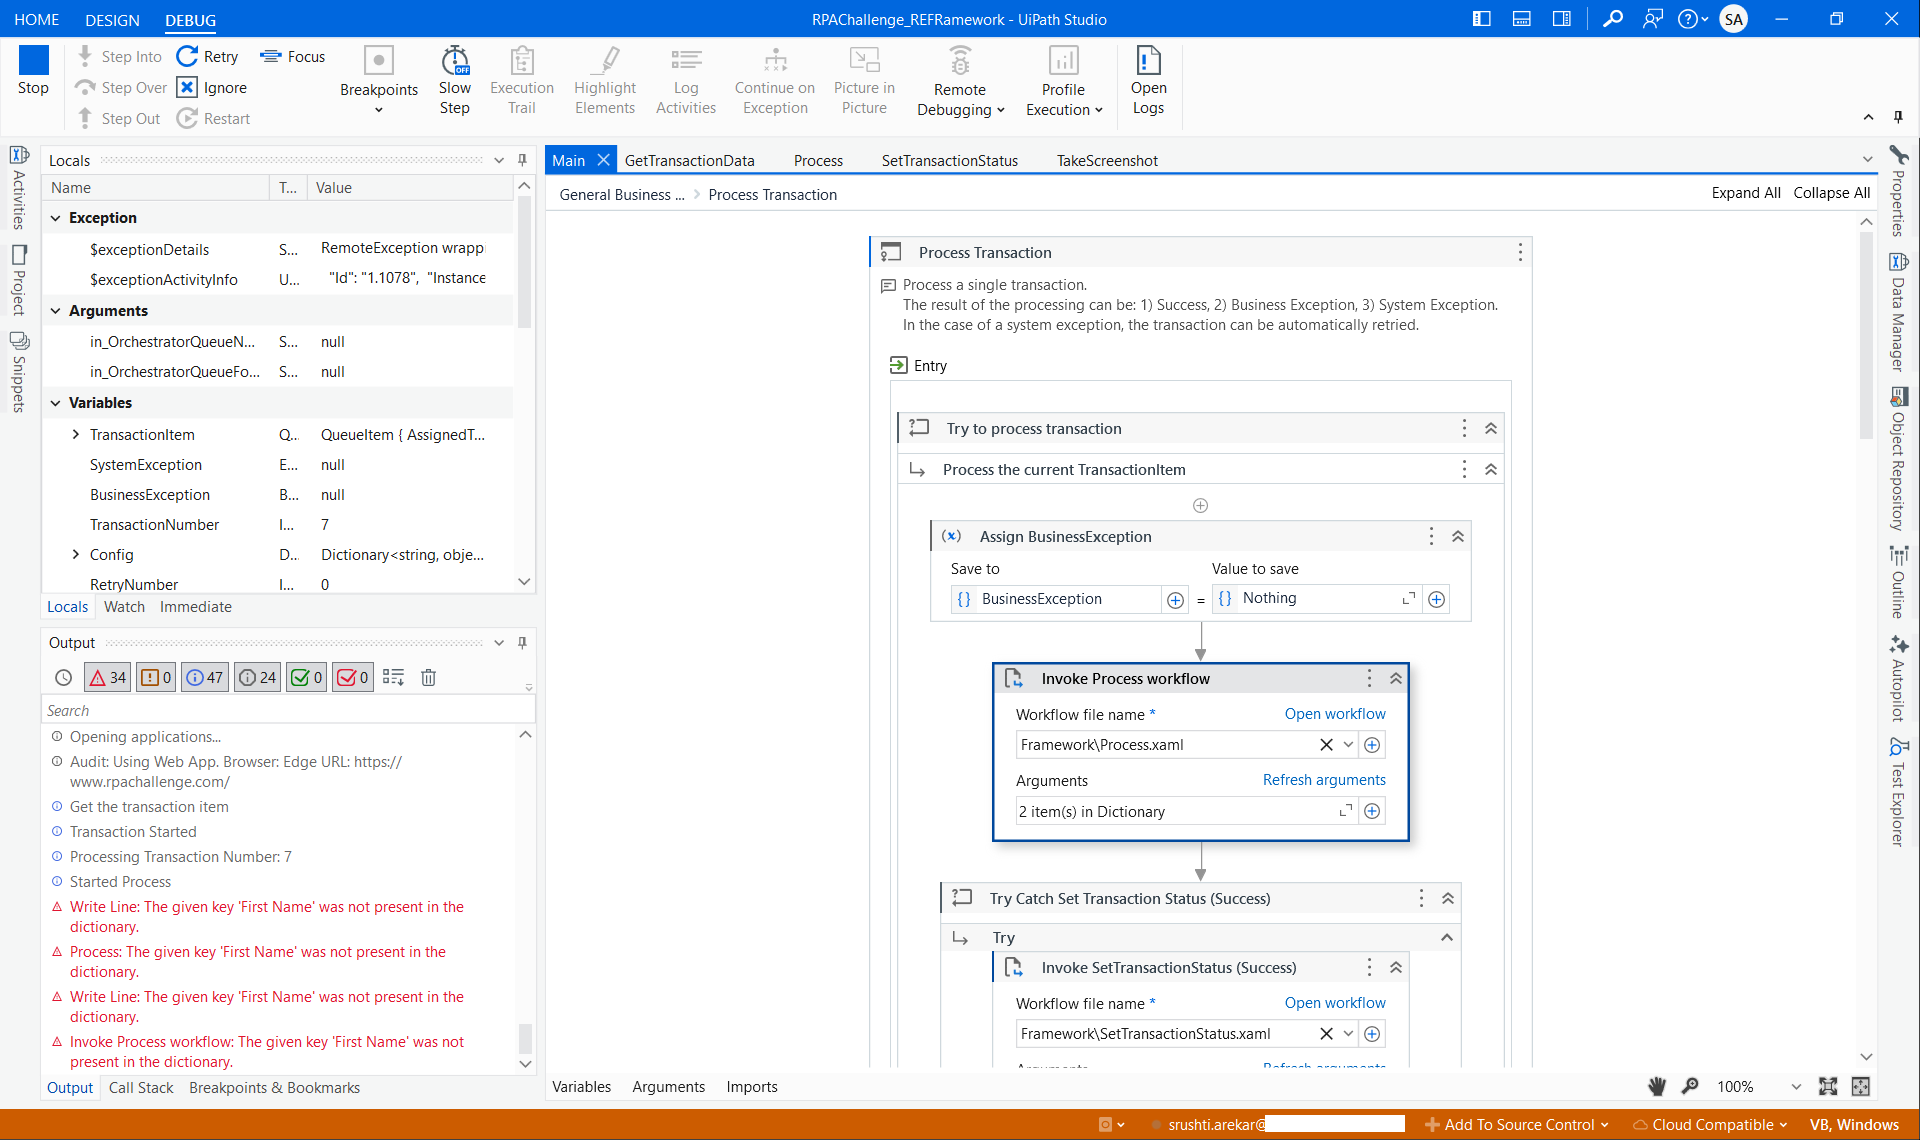 HOME DESIGN DEBUG
RPAChallenge_REFRamework - UiPath Studio
SA
Stop
Step Into
Step Over
Step Out
Retry
Ignore
Restart
Focus
Breakpoints
OFF
Slow Step
Execution Trail
Highlight Elements
Log Activities
Continue on Exception
Picture in Picture
Remote Debugging
Profile Execution
Open Logs
Activities
Project
Snippets
Locals
Name T... Value
Exception
$exceptionDetails S... RemoteException wrapp
$exceptionActivityInfo U... "Id": "1.1078", "Instance
Arguments
in_OrchestratorQueueN... S... null
in_OrchestratorQueueFo... S... null
Variables
TransactionItem Q... QueueItem { AssignedT...
SystemException E... null
BusinessException B... null
TransactionNumber I... 7
Config D... Dictionary<string, obje...
RetryNumber I... 0
Locals Watch Immediate
Output
34 0 47 24 0 0
Search
Opening applications...
Audit: Using Web App. Browser: Edge URL: https://
www.rpachallenge.com/
Get the transaction item
Transaction Started
Processing Transaction Number: 7
Started Process
Write Line: The given key 'First Name' was not present in the
dictionary.
Process: The given key 'First Name' was not present in the
dictionary.
Write Line: The given key 'First Name' was not present in the
dictionary.
Invoke Process workflow: The given key 'First Name' was not
present in the dictionary.
Output Call Stack Breakpoints & Bookmarks
Main GetTransactionData Process SetTransactionStatus TakeScreenshot
General Business ... > Process Transaction
Expand All Collapse All
Process Transaction
Process a single transaction.
The result of the processing can be: 1) Success, 2) Business Exception, 3) System Exception.
In the case of a system exception, the transaction can be automatically retried.
Entry
Try to process transaction
Process the current TransactionItem
Assign BusinessException
Save to Value to save
BusinessException = Nothing
Invoke Process workflow
Workflow file name * Open workflow
Framework\Process.xaml
Arguments Refresh arguments
2 item(s) in Dictionary
Try Catch Set Transaction Status (Success)
Try
Invoke SetTransactionStatus (Success)
Workflow file name * Open workflow
Framework\SetTransactionStatus.xaml
Arguments Refresh arguments
Variables Arguments Imports
100%
Properties
Data Manager
Object Repository
Outline
Autopilot
Test Explorer
srushti.arekar@
Add To Source Control
Cloud Compatible
VB, Windows